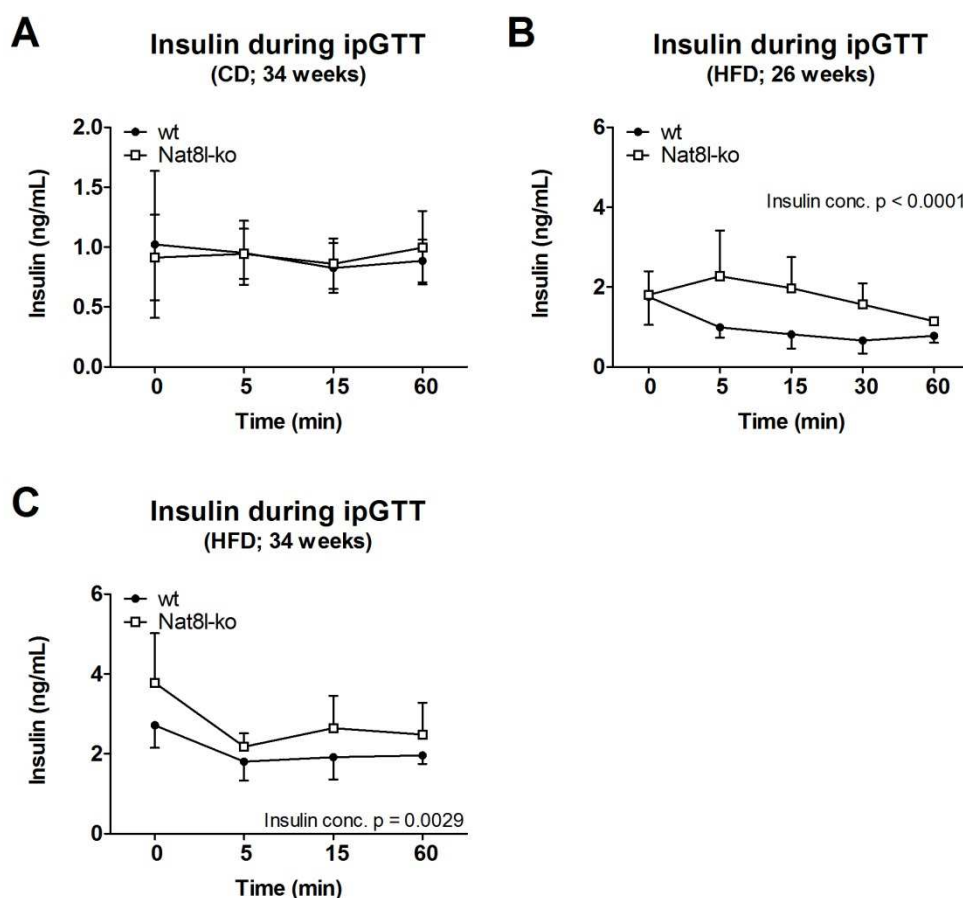 A
Insulin during ipGTT
(CD; 34 weeks)
wt
Nat8l-ko
Insulin (ng/mL)
2.0
1.5
1.0
0.5
0.0
0 5 15 60
Time (min)
B
Insulin during ipGTT
(HFD; 26 weeks)
wt
Nat8l-ko
Insulin conc. p < 0.0001
Insulin (ng/mL)
6
4
2
0
0 5 15 30 60
Time (min)
C
Insulin during ipGTT
(HFD; 34 weeks)
wt
Nat8l-ko
Insulin (ng/mL)
6
4
2
0
Insulin conc. p = 0.0029
0 5 15 60
Time (min)